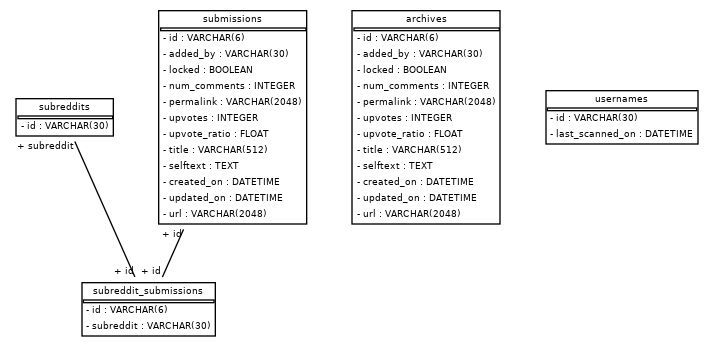 submissions
- id : VARCHAR(6)
- added_by : VARCHAR(30)
- locked : BOOLEAN
- num_comments : INTEGER
- permalink : VARCHAR(2048)
- upvotes : INTEGER
- upvote_ratio : FLOAT
- title : VARCHAR(512)
- selftext : TEXT
- created_on : DATETIME
- updated_on : DATETIME
- url : VARCHAR(2048)
archives
- id : VARCHAR(6)
- added_by : VARCHAR(30)
- locked : BOOLEAN
- num_comments : INTEGER
- permalink : VARCHAR(2048)
- upvotes : INTEGER
- upvote_ratio : FLOAT
- title : VARCHAR(512)
- selftext : TEXT
- created_on : DATETIME
- updated_on : DATETIME
- url : VARCHAR(2048)
usernames
- id : VARCHAR(30)
- last_scanned_on : DATETIME
subreddits
- id : VARCHAR(30)
+ subreddit
+ id
+ id
+ id
subreddit_submissions
- id : VARCHAR(6)
- subreddit : VARCHAR(30)